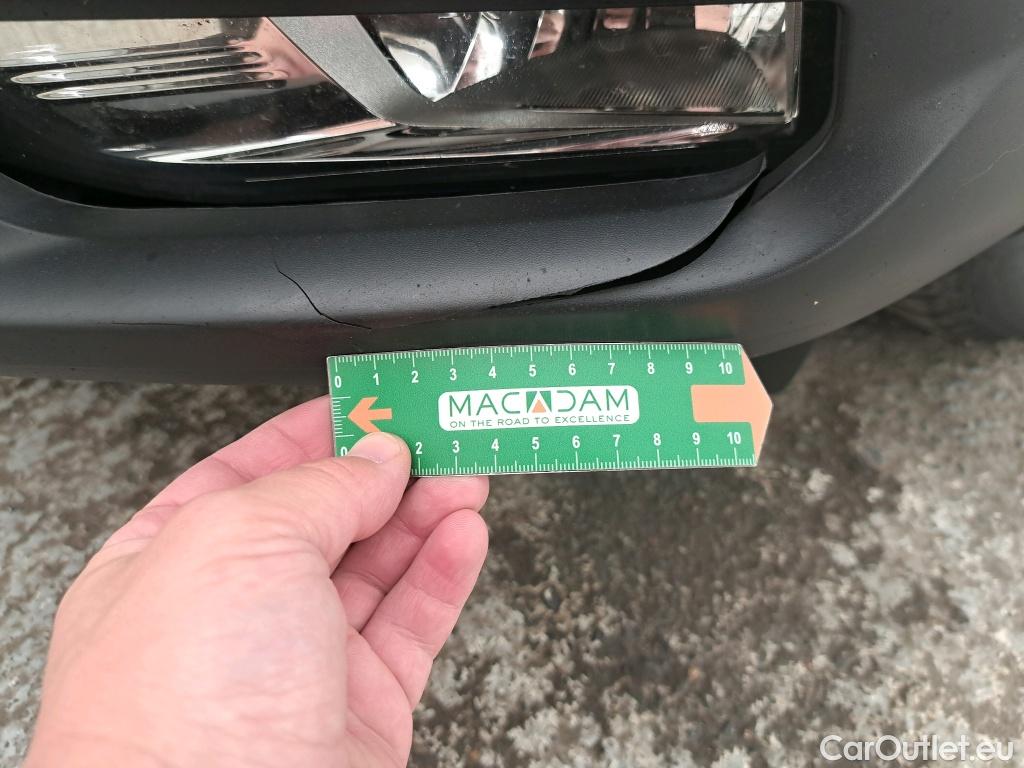 0 1 2 3 4 5 6 7 8 9 10
MACADAM
ON THE ROAD TO EXCELLENCE
0 2 3 4 5 6 7 8 9 10
CarOutlet.eu